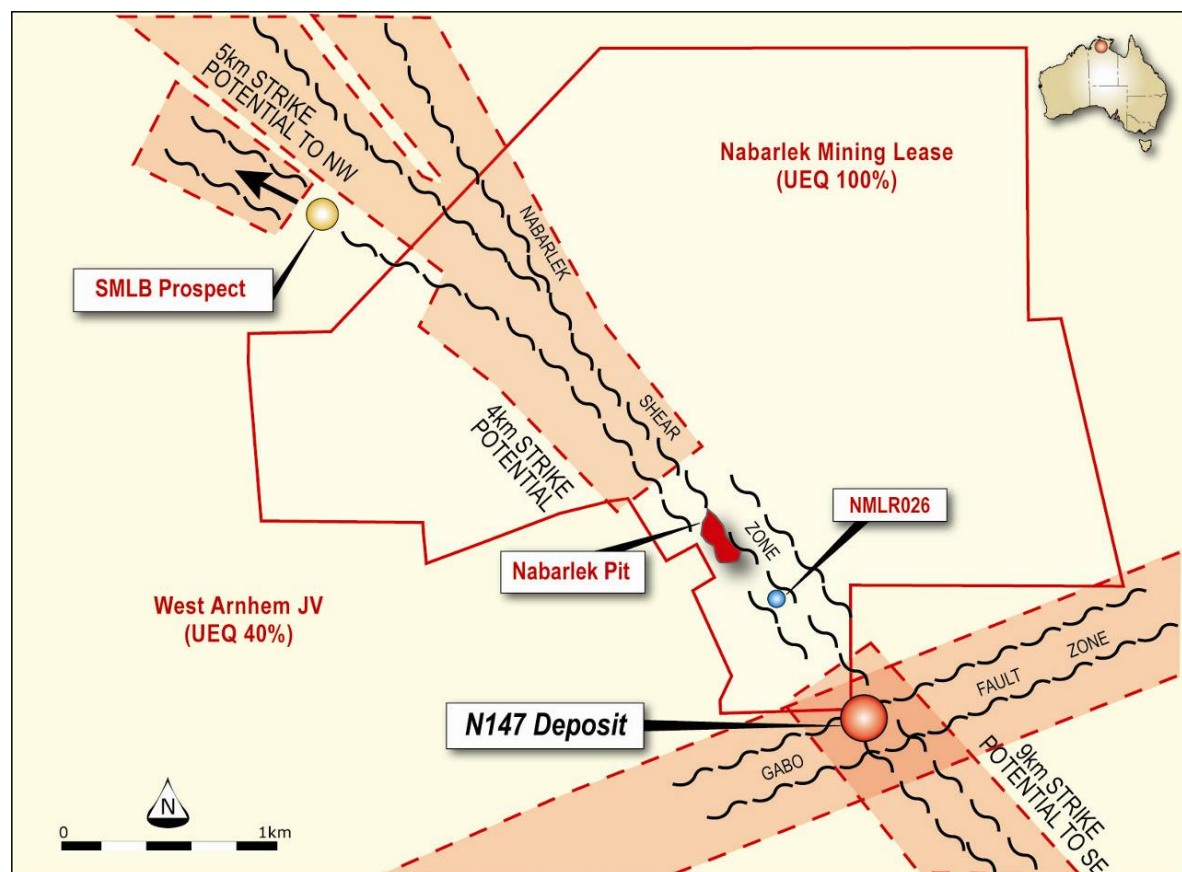 5km STRIKE
POTENTIAL TO NW
Nabarlek Mining Lease
(UEQ 100%)
NABARLEK
SMLB Prospect
SHEAR
4km STRIKE
POTENTIAL
NMLR026
ZONE
Nabarlek Pit
West Arnhem JV
(UEQ 40%)
ZONE
FAULT
N147 Deposit
GABO
9km STRIKE
POTENTIAL TO SE
N
0 1km